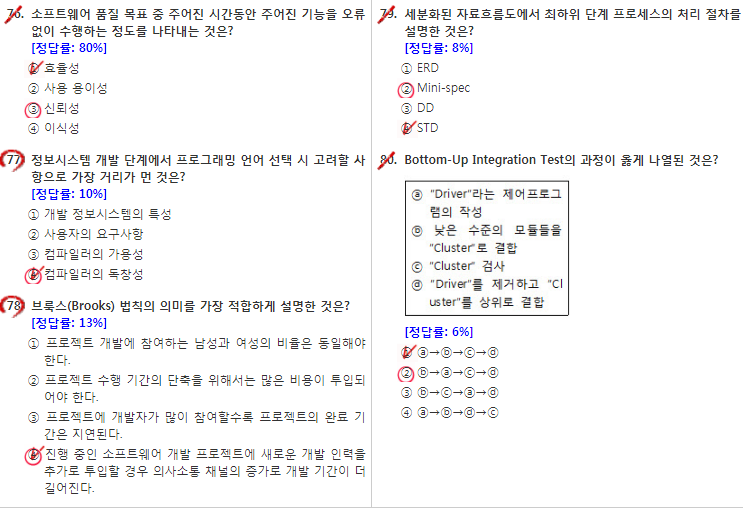 76. 소프트웨어 품질 목표 중 주어진 시간동안 주어진 기능을 오류
없이 수행하는 정도를 나타내는 것은?
[정답률: 80%]
① 효율성
② 사용 용이성
③ 신뢰성
④ 이식성
77. 정보시스템 개발 단계에서 프로그래밍 언어 선택 시 고려할 사
항으로 가장 거리가 먼 것은?
[정답률: 10%]
① 개발 정보시스템의 특성
② 사용자의 요구사항
③ 컴파일러의 가용성
④ 컴파일러의 독창성
78. 브룩스(Brooks) 법칙의 의미를 가장 적합하게 설명한 것은?
[정답률: 13%]
① 프로젝트 개발에 참여하는 남성과 여성의 비율은 동일해야
한다.
② 프로젝트 수행 기간의 단축을 위해서는 많은 비용이 투입되
어야 한다.
③ 프로젝트에 개발자가 많이 참여할수록 프로젝트의 완료 기
간은 지연된다.
④ 진행 중인 소프트웨어 개발 프로젝트에 새로운 개발 인력을
추가로 투입할 경우 의사소통 채널의 증가로 개발 기간이 더
길어진다.
79. 세분화된 자료흐름도에서 최하위 단계 프로세스의 처리 절차를
설명한 것은?
[정답률: 8%]
① ERD
② Mini-spec
③ DD
④ STD
80. Bottom-Up Integration Test의 과정이 옳게 나열된 것은?
ⓐ "Driver"라는 제어프로그
램의 작성
ⓑ 낮은 수준의 모듈들을
"Cluster"로 결합
ⓒ "Cluster" 검사
ⓓ "Driver"를 제거하고 "Cl
uster"를 상위로 결합
[정답률: 6%]
① ⓐ→ⓑ→ⓒ→ⓓ
② ⓑ→ⓐ→ⓒ→ⓓ
③ ⓑ→ⓒ→ⓐ→ⓓ
④ ⓐ→ⓑ→ⓓ→ⓒ